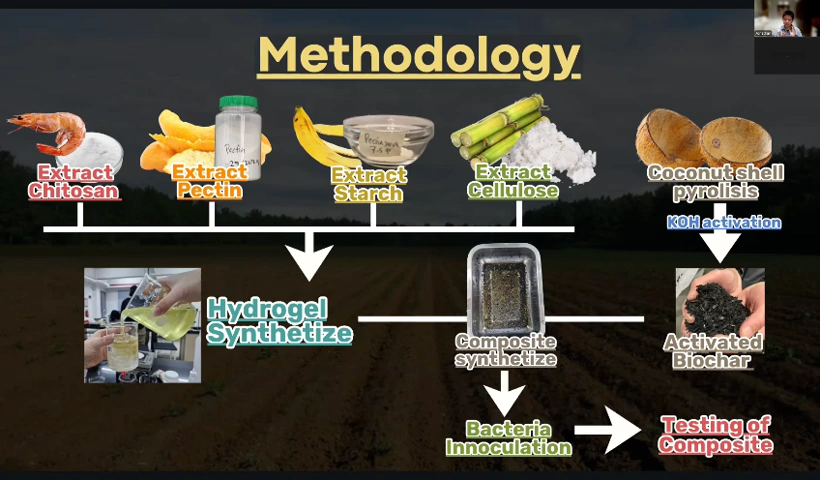 Methodology
Extract
Chitosan
Extract
Pectin
Pectin
Extract
Starch
Extract
Cellulose
Coconut shell
pyrolisis
KOH activation
Hydrogel
Synthetize
Composite
synthetize
Activated
Biochar
Bacteria
Innoculation
Testing of
Composite